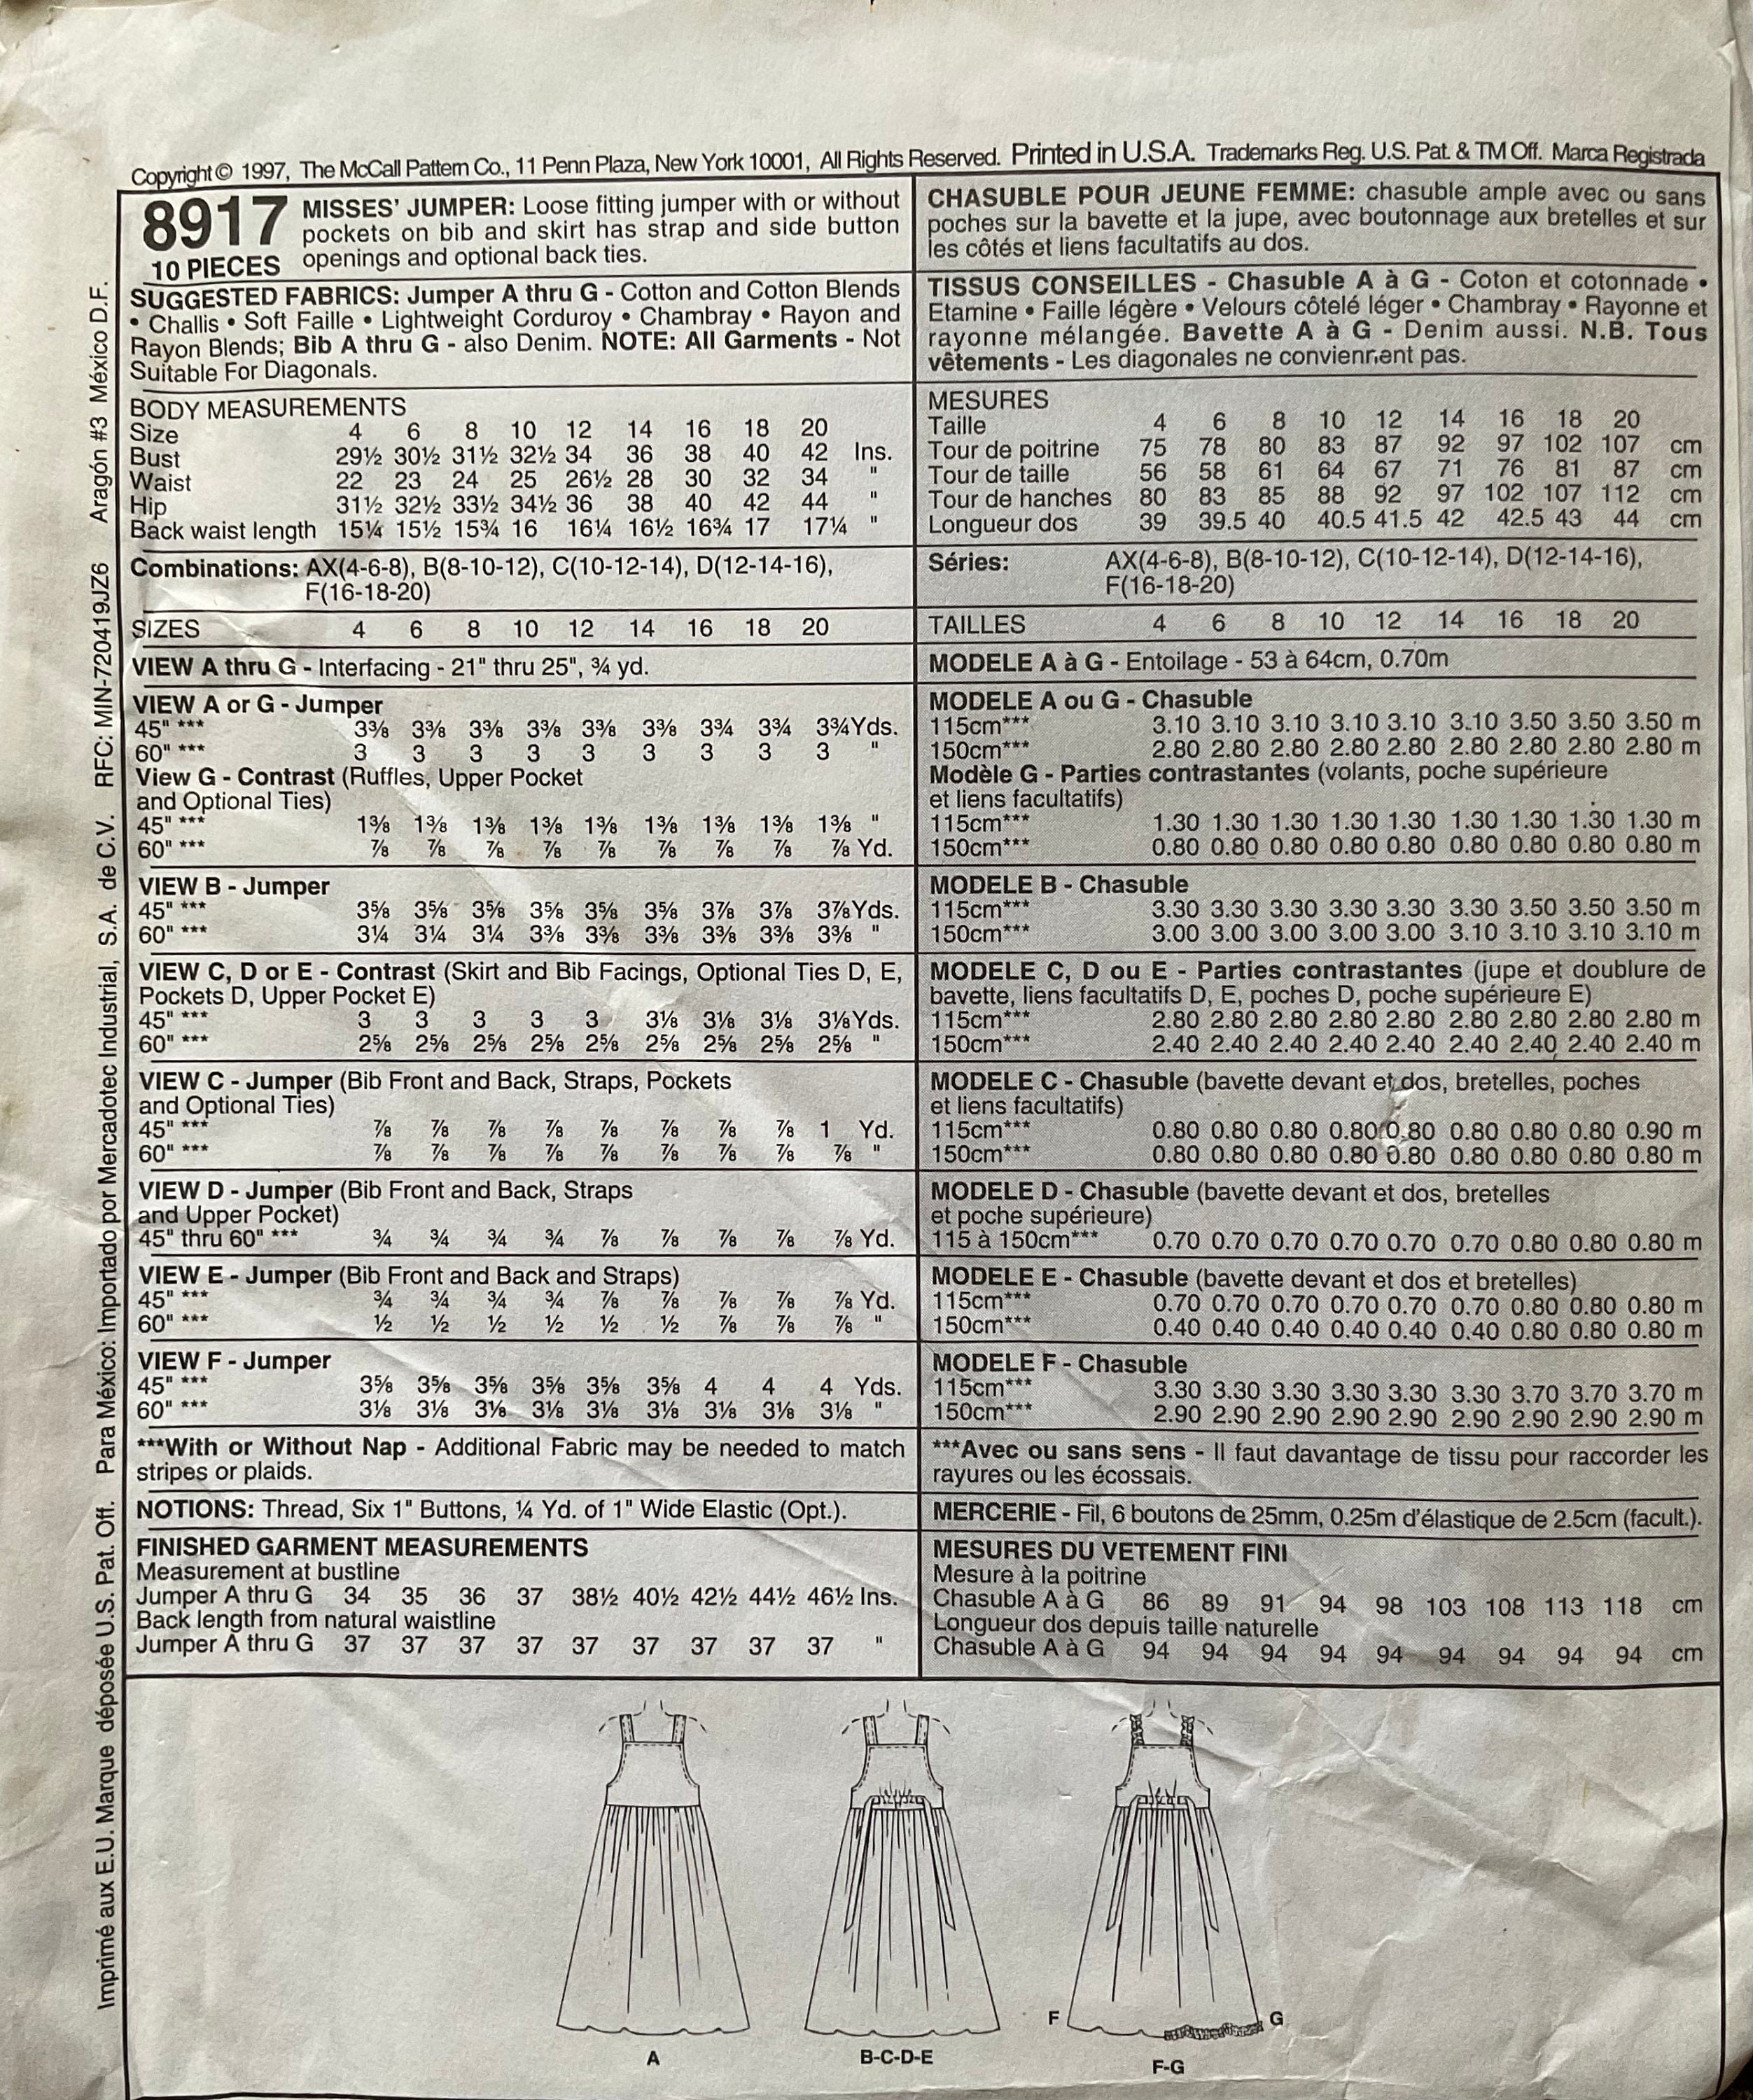 Copyright © 1997, The McCall Pattern Co., 11 Penn Plaza, New York 10001, All Rights Reserved. Printed in U.S.A. Trademarks Reg. U.S. Pat. & TM Off. Marca Registrada
8917
10 PIECES
MISSES' JUMPER: Loose fitting jumper with or without
pockets on bib and skirt has strap and side button
openings and optional back ties.
SUGGESTED FABRICS: Jumper A thru G - Cotton and Cotton Blends
• Challis • Soft Faille • Lightweight Corduroy • Chambray • Rayon and
Rayon Blends; Bib A thru G - also Denim. NOTE: All Garments - Not
Suitable For Diagonals.
BODY MEASUREMENTS
Size 4 6 8 10 12 14 16 18 20
Bust 29½ 30½ 31½ 32½ 34 36 38 40 42 Ins.
Waist 22 23 24 25 26½ 28 30 32 34 "
Hip 31½ 32½ 33½ 34½ 36 38 40 42 44 "
Back waist length 15¼ 15½ 15¾ 16 16¼ 16½ 16¾ 17 17¼ "
Combinations: AX(4-6-8), B(8-10-12), C(10-12-14), D(12-14-16),
F(16-18-20)
SIZES 4 6 8 10 12 14 16 18 20
VIEW A thru G - Interfacing - 21" thru 25", ¾ yd.
VIEW A or G - Jumper
45" *** 3⅜ 3⅜ 3⅜ 3⅜ 3⅜ 3⅜ 3¾ 3¾ 3¾ Yds.
60" *** 3 3 3 3 3 3 3 3 3 "
View G - Contrast (Ruffles, Upper Pocket
and Optional Ties)
45" *** 1⅜ 1⅜ 1⅜ 1⅜ 1⅜ 1⅜ 1⅜ 1⅜ 1⅜ "
60" *** ⅞ ⅞ ⅞ ⅞ ⅞ ⅞ ⅞ ⅞ ⅞ Yd.
VIEW B - Jumper
45" *** 3⅝ 3⅝ 3⅝ 3⅝ 3⅝ 3⅝ 3⅞ 3⅞ 3⅞ Yds.
60" *** 3¼ 3¼ 3¼ 3⅜ 3⅜ 3⅜ 3⅜ 3⅜ 3⅜ "
VIEW C, D or E - Contrast (Skirt and Bib Facings, Optional Ties D, E,
Pockets D, Upper Pocket E)
45" *** 3 3 3 3 3 3⅛ 3⅛ 3⅛ 3⅛ Yds.
60" *** 2⅝ 2⅝ 2⅝ 2⅝ 2⅝ 2⅝ 2⅝ 2⅝ 2⅝ "
VIEW C - Jumper (Bib Front and Back, Straps, Pockets
and Optional Ties)
45" *** ⅞ ⅞ ⅞ ⅞ ⅞ ⅞ ⅞ ⅞ 1 Yd.
60" *** ⅞ ⅞ ⅞ ⅞ ⅞ ⅞ ⅞ ⅞ ⅞ "
VIEW D - Jumper (Bib Front and Back, Straps
and Upper Pocket)
45" thru 60" *** ¾ ¾ ¾ ¾ ⅞ ⅞ ⅞ ⅞ ⅞ Yd.
VIEW E - Jumper (Bib Front and Back and Straps)
45" *** ¾ ¾ ¾ ¾ ⅞ ⅞ ⅞ ⅞ ⅞ Yd.
60" *** ½ ½ ½ ½ ½ ½ ⅞ ⅞ ⅞ "
VIEW F - Jumper
45" *** 3⅝ 3⅝ 3⅝ 3⅝ 3⅝ 3⅝ 4 4 4 Yds.
60" *** 3⅛ 3⅛ 3⅛ 3⅛ 3⅛ 3⅛ 3⅛ 3⅛ 3⅛ "
***With or Without Nap - Additional Fabric may be needed to match
stripes or plaids.
NOTIONS: Thread, Six 1" Buttons, ¼ Yd. of 1" Wide Elastic (Opt.).
FINISHED GARMENT MEASUREMENTS
Measurement at bustline
Jumper A thru G 34 35 36 37 38½ 40½ 42½ 44½ 46½ Ins.
Back length from natural waistline
Jumper A thru G 37 37 37 37 37 37 37 37 37 "
CHASUBLE POUR JEUNE FEMME: chasuble ample avec ou sans
poches sur la bavette et la jupe, avec boutonnage aux bretelles et sur
les côtés et liens facultatifs au dos.
TISSUS CONSEILLES - Chasuble A à G - Coton et cotonnade •
Etamine • Faille légère • Velours côtelé léger • Chambray • Rayonne et
rayonne mélangée. Bavette A à G - Denim aussi. N.B. Tous
vêtements - Les diagonales ne conviennent pas.
MESURES
Taille 4 6 8 10 12 14 16 18 20
Tour de poitrine 75 78 80 83 87 92 97 102 107 cm
Tour de taille 56 58 61 64 67 71 76 81 87 cm
Tour de hanches 80 83 85 88 92 97 102 107 112 cm
Longueur dos 39 39.5 40 40.5 41.5 42 42.5 43 44 cm
Séries: AX(4-6-8), B(8-10-12), C(10-12-14), D(12-14-16),
F(16-18-20)
TAILLES 4 6 8 10 12 14 16 18 20
MODELE A à G - Entoilage - 53 à 64cm, 0.70m
MODELE A ou G - Chasuble
115cm*** 3.10 3.10 3.10 3.10 3.10 3.10 3.50 3.50 3.50 m
150cm*** 2.80 2.80 2.80 2.80 2.80 2.80 2.80 2.80 2.80 m
Modèle G - Parties contrastantes (volants, poche supérieure
et liens facultatifs)
115cm*** 1.30 1.30 1.30 1.30 1.30 1.30 1.30 1.30 1.30 m
150cm*** 0.80 0.80 0.80 0.80 0.80 0.80 0.80 0.80 0.80 m
MODELE B - Chasuble
115cm*** 3.30 3.30 3.30 3.30 3.30 3.30 3.50 3.50 3.50 m
150cm*** 3.00 3.00 3.00 3.00 3.00 3.10 3.10 3.10 3.10 m
MODELE C, D ou E - Parties contrastantes (jupe et doublure de
bavette, liens facultatifs D, E, poches D, poche supérieure E)
115cm*** 2.80 2.80 2.80 2.80 2.80 2.80 2.80 2.80 2.80 m
150cm*** 2.40 2.40 2.40 2.40 2.40 2.40 2.40 2.40 2.40 m
MODELE C - Chasuble (bavette devant et dos, bretelles, poches
et liens facultatifs)
115cm*** 0.80 0.80 0.80 0.80 0.80 0.80 0.80 0.80 0.90 m
150cm*** 0.80 0.80 0.80 0.80 0.80 0.80 0.80 0.80 0.80 m
MODELE D - Chasuble (bavette devant et dos, bretelles
et poche supérieure)
115 à 150cm*** 0.70 0.70 0.70 0.70 0.70 0.70 0.80 0.80 0.80 m
MODELE E - Chasuble (bavette devant et dos et bretelles)
115cm*** 0.70 0.70 0.70 0.70 0.70 0.70 0.80 0.80 0.80 m
150cm*** 0.40 0.40 0.40 0.40 0.40 0.40 0.80 0.80 0.80 m
MODELE F - Chasuble
115cm*** 3.30 3.30 3.30 3.30 3.30 3.30 3.70 3.70 3.70 m
150cm*** 2.90 2.90 2.90 2.90 2.90 2.90 2.90 2.90 2.90 m
***Avec ou sans sens - Il faut davantage de tissu pour raccorder les
rayures ou les écossais.
MERCERIE - Fil, 6 boutons de 25mm, 0.25m d'élastique de 2.5cm (facult.).
MESURES DU VETEMENT FINI
Mesure à la poitrine
Chasuble A à G 86 89 91 94 98 103 108 113 118 cm
Longueur dos depuis taille naturelle
Chasuble A à G 94 94 94 94 94 94 94 94 94 cm
Imprimé aux E.U. Marque déposée U.S. Pat. Off. Para México: Importado por Mercadotec Industrial, S.A. de C.V. RFC: MIN-720419JZ6 Aragón #3 México D.F.
A
B-C-D-E
F
G
F-G